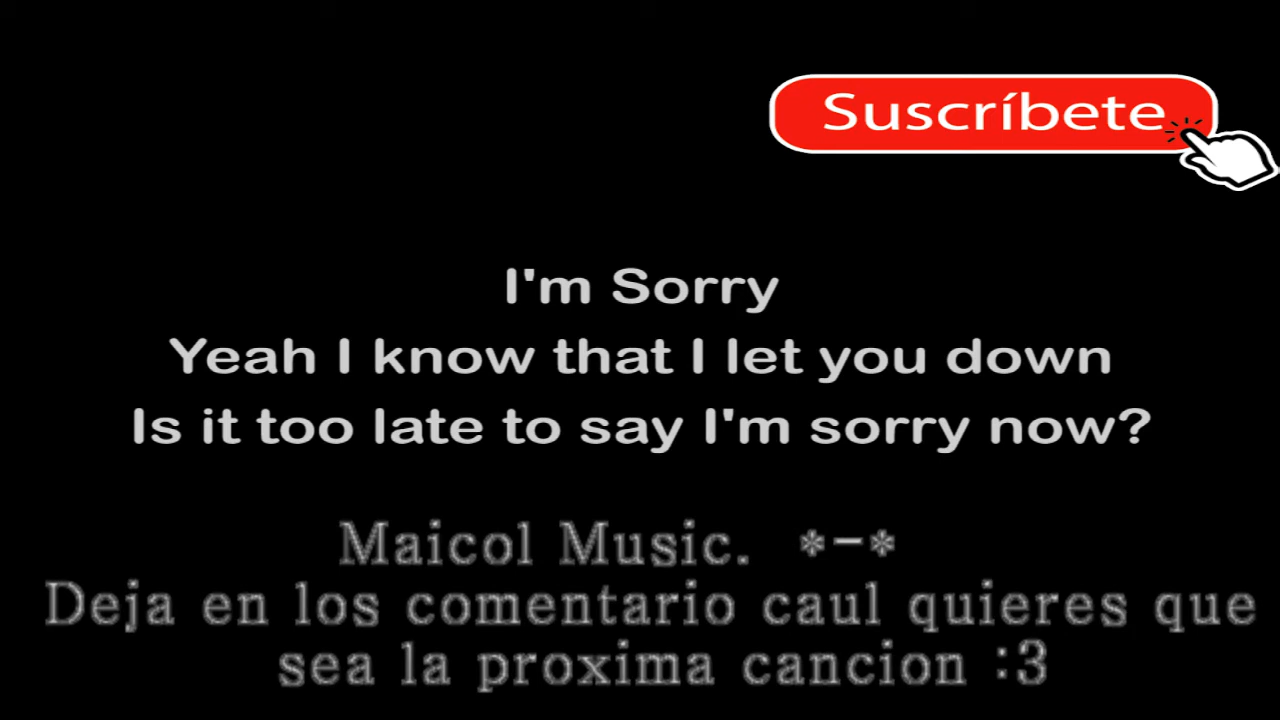 Suscríbete
I'm Sorry
Yeah I know that I let you down
Is it too late to say I'm sorry now?
Maicol Music. *-*
Deja en los comentario caul quieres que
sea la proxima cancion :3